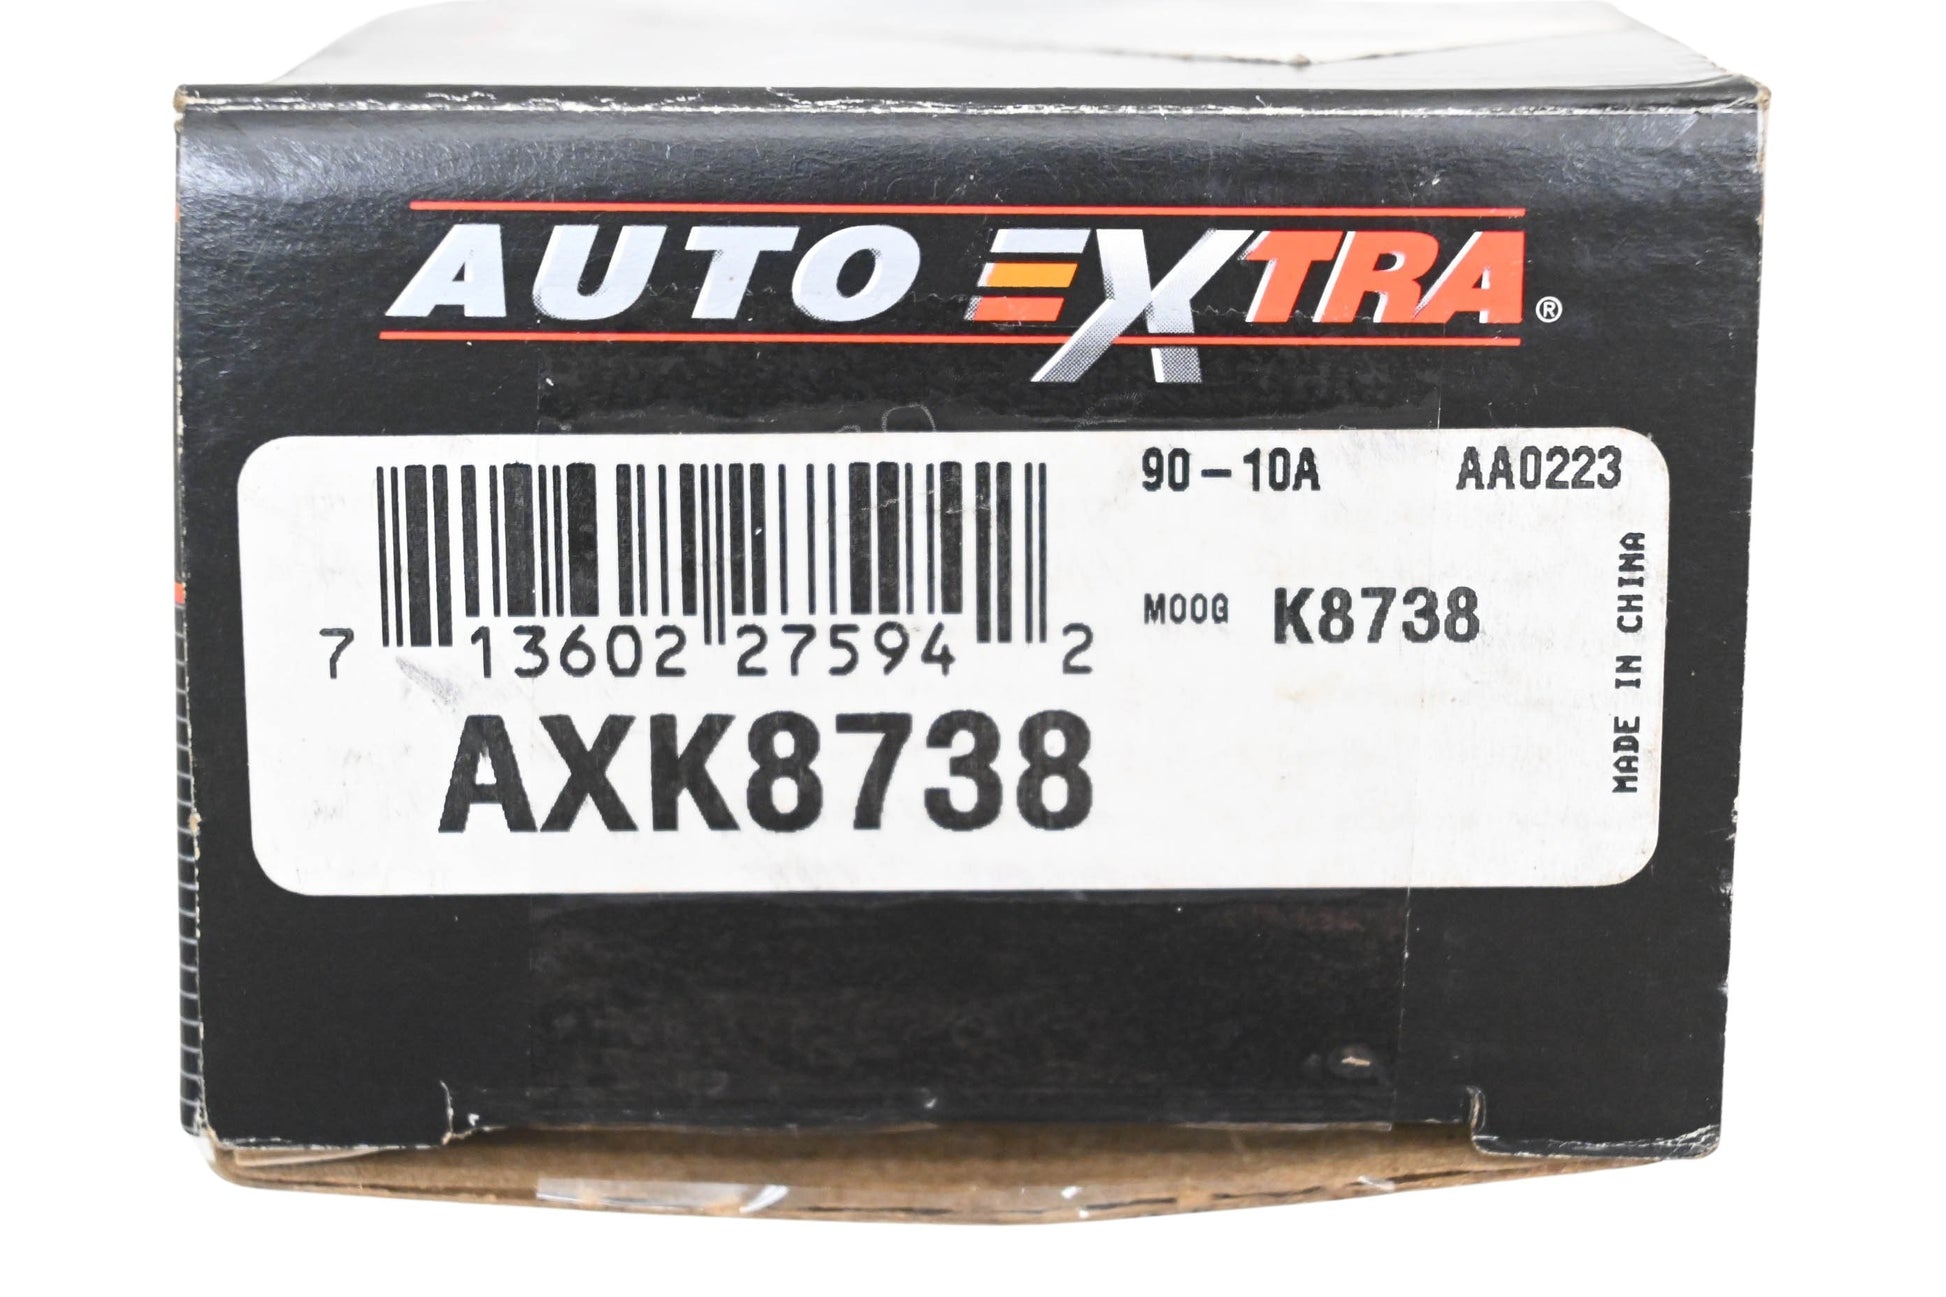 AUTO EXTRA®
90-10A AA0223
MOOG K8738
7 13602 27594 2
AXK8738
MADE IN CHINA